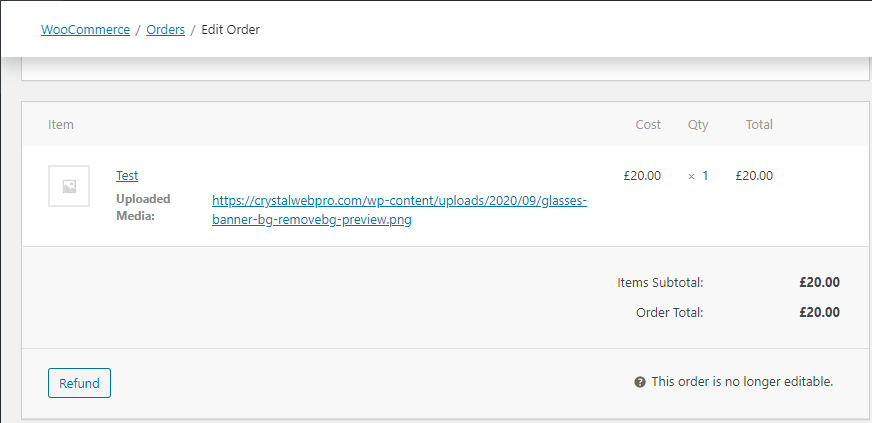 WooCommerce / Orders / Edit Order
Item Cost Qty Total
Test £20.00 × 1 £20.00
Uploaded Media: https://crystalwebpro.com/wp-content/uploads/2020/09/glasses-
banner-bg-removebg-preview.png
Items Subtotal: £20.00
Order Total: £20.00
Refund ? This order is no longer editable.